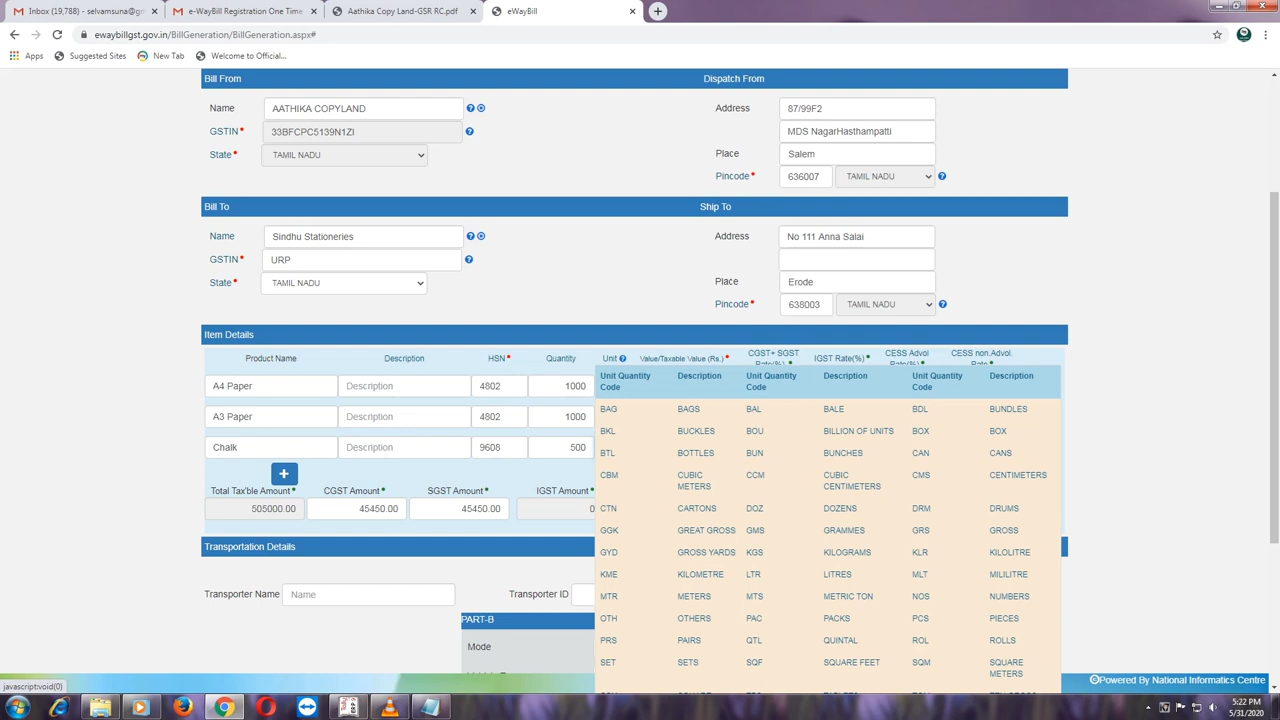 Inbox (19,788) - selvamsuna@gm
e-WayBill Registration One Time
Aathika Copy Land-GSR RC.pdf
eWayBill
ewaybillgst.gov.in/BillGeneration/BillGeneration.aspx#
Apps
Suggested Sites
New Tab
Welcome to Official...
Bill From
Dispatch From
Name
AATHIKA COPYLAND
Address
87/99F2
GSTIN
33BFCPC5139N1ZI
MDS NagarHasthampatti
State
TAMIL NADU
Place
Salem
Pincode
636007
TAMIL NADU
Bill To
Ship To
Name
Sindhu Stationeries
Address
No 111 Anna Salai
GSTIN
URP
State
TAMIL NADU
Place
Erode
Pincode
638003
TAMIL NADU
Item Details
Product Name
Description
HSN
Quantity
Unit
Value/Taxable Value (Rs.)
CGST+ SGST
Rate(%)
IGST Rate(%)
CESS Advol
Rate(%)
CESS non.Advol.
Rate
A4 Paper
Description
4802
1000
A3 Paper
Description
4802
1000
Chalk
Description
9608
500
+
Total Tax'ble Amount
CGST Amount
SGST Amount
IGST Amount
505000.00
45450.00
45450.00
0
Unit Quantity Code
Description
Unit Quantity Code
Description
Unit Quantity Code
Description
BAG BAGS BAL BALE BDL BUNDLES
BKL BUCKLES BOU BILLION OF UNITS BOX BOX
BTL BOTTLES BUN BUNCHES CAN CANS
CBM CUBIC METERS CCM CUBIC CENTIMETERS CMS CENTIMETERS
CTN CARTONS DOZ DOZENS DRM DRUMS
GGK GREAT GROSS GMS GRAMMES GRS GROSS
GYD GROSS YARDS KGS KILOGRAMS KLR KILOLITRE
KME KILOMETRE LTR LITRES MLT MILILITRE
MTR METERS MTS METRIC TON NOS NUMBERS
OTH OTHERS PAC PACKS PCS PIECES
PRS PAIRS QTL QUINTAL ROL ROLLS
SET SETS SQF SQUARE FEET SQM SQUARE METERS
Transportation Details
Transporter Name
Name
Transporter ID
PART-B
Mode
javascript:void(0)
©Powered By National Informatics Centre
5:22 PM
5/31/2020